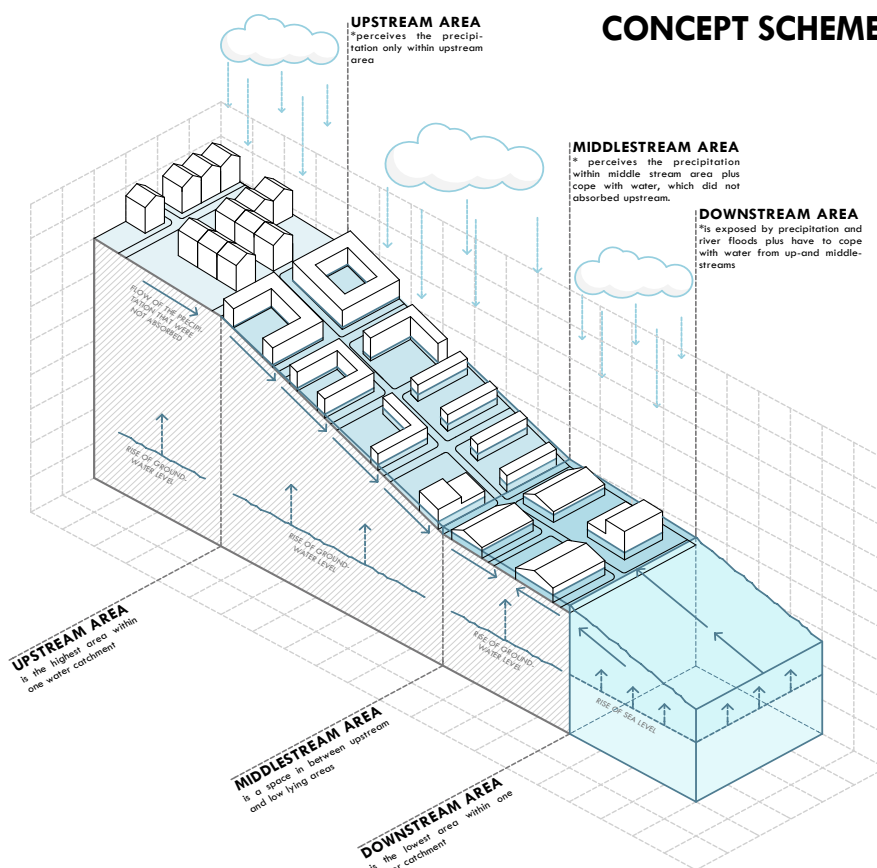 CONCEPT SCHEME
UPSTREAM AREA
*perceives the precipi-
tation only within upstream
area
MIDDLESTREAM AREA
* perceives the precipitation
within middle stream area plus
cope with water, which did not
absorbed upstream.
DOWNSTREAM AREA
*is exposed by precipitation and
river floods plus have to cope
with water from up-and middle-
streams
FLOW OF THE PRECIPI-
TATION THAT WERE
NOT ABSORBED
RISE OF GROUND-
WATER LEVEL
RISE OF GROUND-
WATER LEVEL
RISE OF GROUND-
WATER LEVEL
RISE OF SEA LEVEL
UPSTREAM AREA
is the highest area within
one water catchment
MIDDLESTREAM AREA
is a space in between upstream
and low lying areas
DOWNSTREAM AREA
is the lowest area within one
catchment